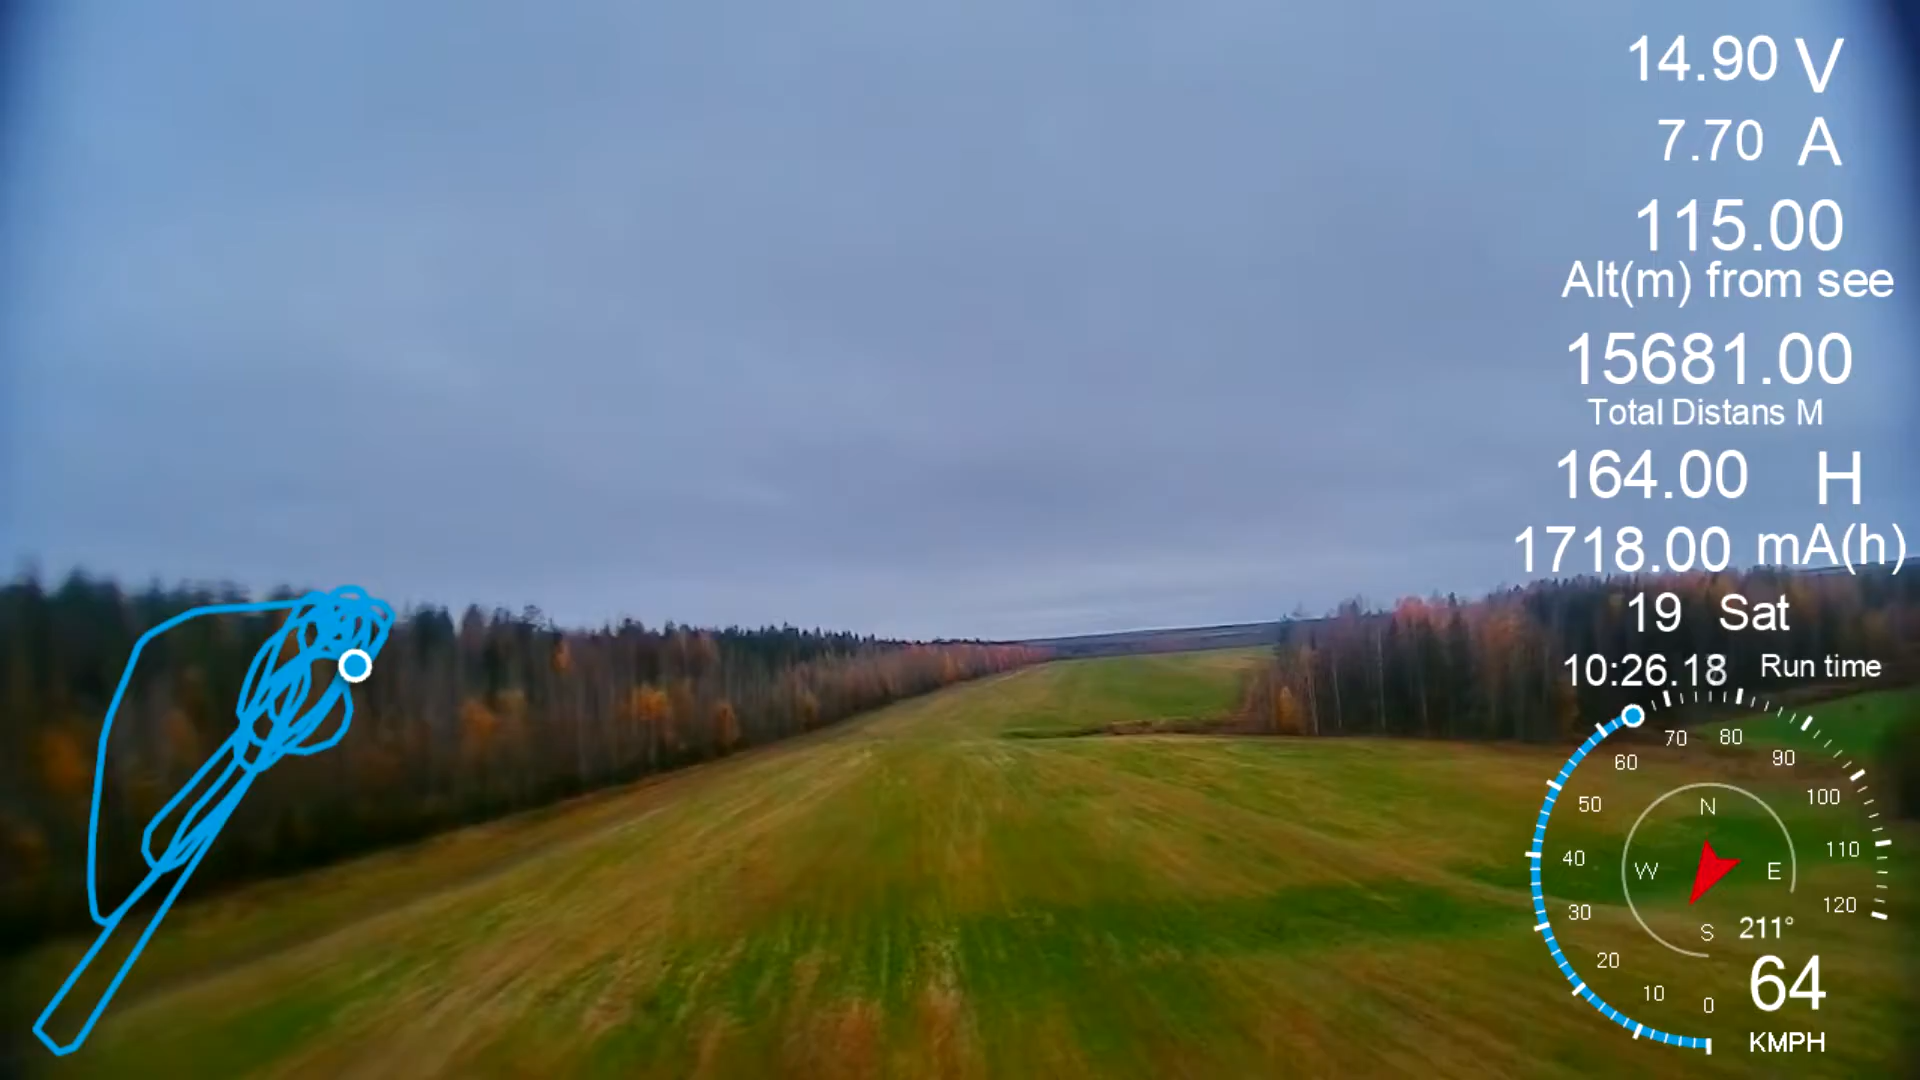 14.90 V
7.70 A
115.00
Alt(m) from see
15681.00
Total Distans M
164.00 H
1718.00 mA(h)
19 Sat
10:26.18 Run time
70 80
60 90
50 100
N
40 110
W E
30 120
S 211°
20
10 0
64
KMPH